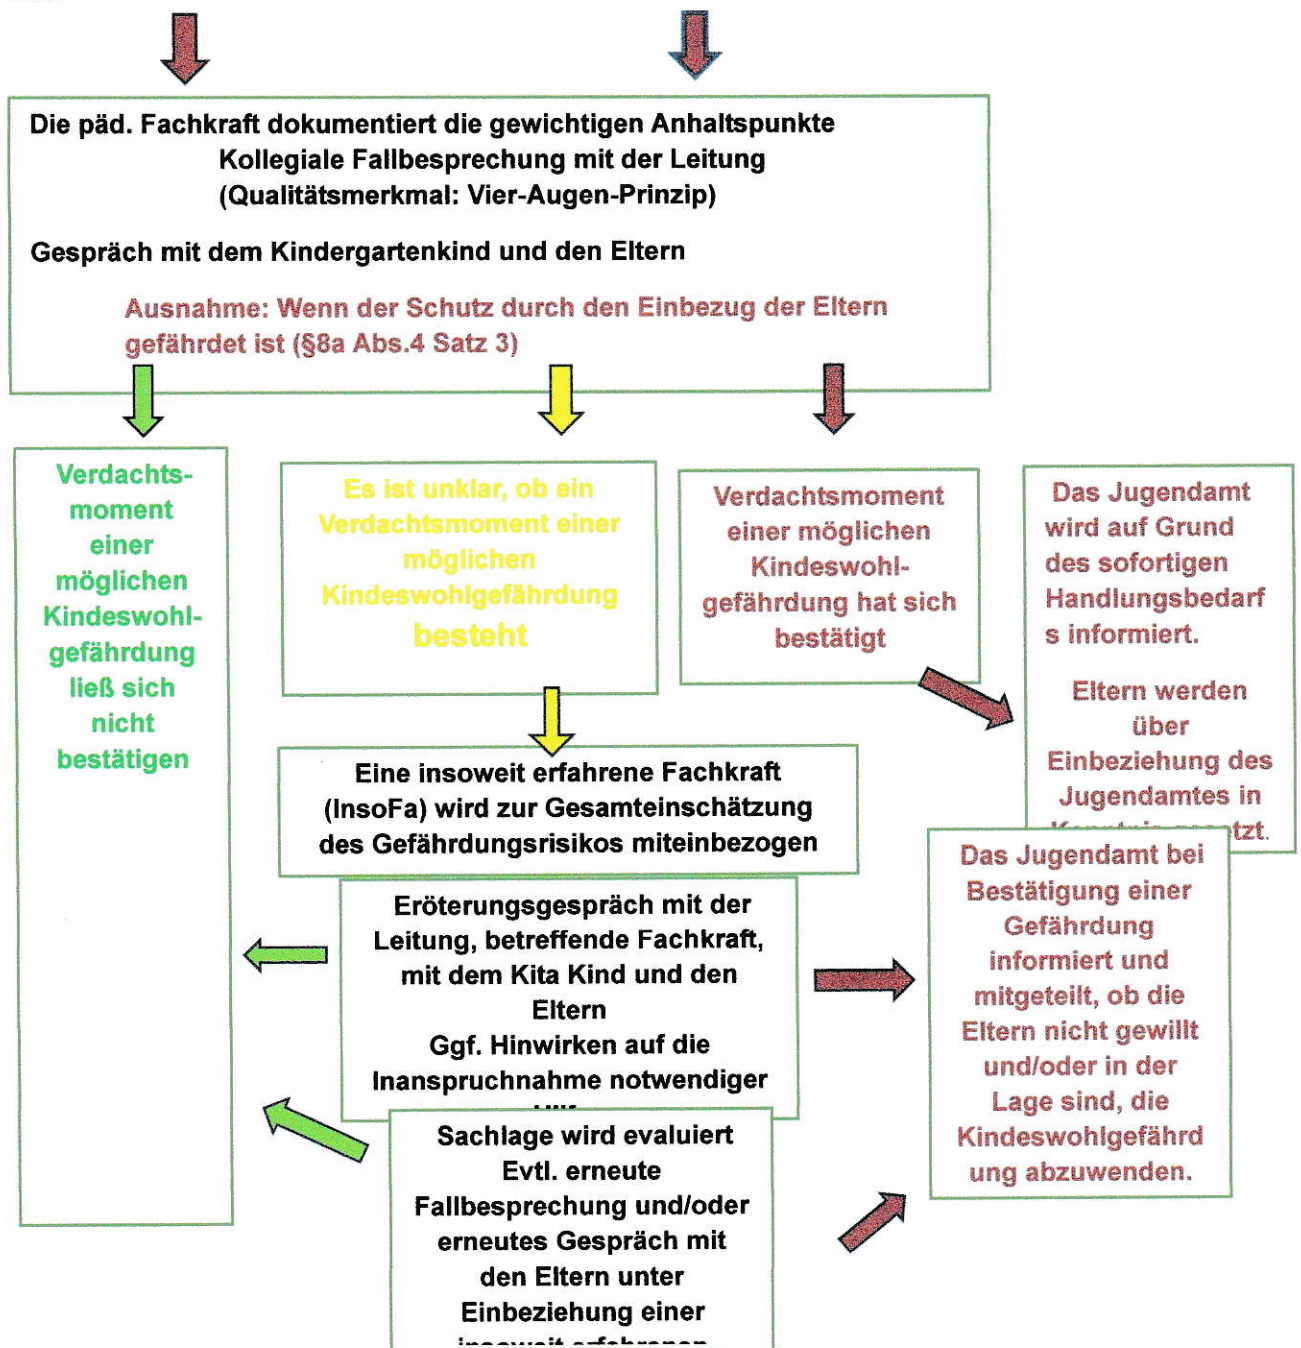 Die päd. Fachkraft dokumentiert die gewichtigen Anhaltspunkte
Kollegiale Fallbesprechung mit der Leitung
(Qualitätsmerkmal: Vier-Augen-Prinzip)
Gespräch mit dem Kindergartenkind und den Eltern
Ausnahme: Wenn der Schutz durch den Einbezug der Eltern
gefährdet ist (§8a Abs.4 Satz 3)
Verdachts-
moment
einer
möglichen
Kindeswohl-
gefährdung
ließ sich
nicht
bestätigen
Es ist unklar, ob ein
Verdachtsmoment einer
möglichen
Kindeswohlgefährdung
besteht
Verdachtsmoment
einer möglichen
Kindeswohl-
gefährdung hat sich
bestätigt
Das Jugendamt
wird auf Grund
des sofortigen
Handlungsbedarf
s informiert.
Eltern werden
über
Einbeziehung des
Jugendamtes in
Eine insoweit erfahrene Fachkraft
(InsoFa) wird zur Gesamteinschätzung
des Gefährdungsrisikos miteinbezogen
Eröterungsgespräch mit der
Leitung, betreffende Fachkraft,
mit dem Kita Kind und den
Eltern
Ggf. Hinwirken auf die
Inanspruchnahme notwendiger
Das Jugendamt bei
Bestätigung einer
Gefährdung
informiert und
mitgeteilt, ob die
Eltern nicht gewillt
und/oder in der
Lage sind, die
Kindeswohlgefährd
ung abzuwenden.
Sachlage wird evaluiert
Evtl. erneute
Fallbesprechung und/oder
erneutes Gespräch mit
den Eltern unter
Einbeziehung einer